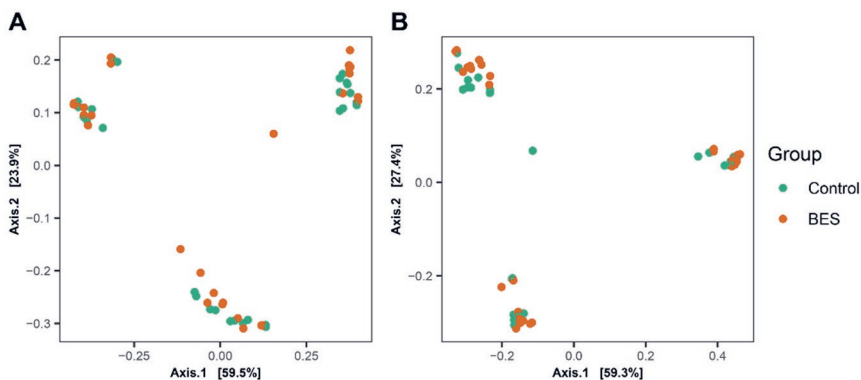 A
B
0.2
0.1
0.0
−0.1
−0.2
−0.3
Axis.2 [23.9%]
−0.25
0.00
0.25
Axis.1 [59.5%]
0.2
0.0
−0.2
Axis.2 [27.4%]
−0.2
0.0
0.2
0.4
Axis.1 [59.3%]
Group
Control
BES